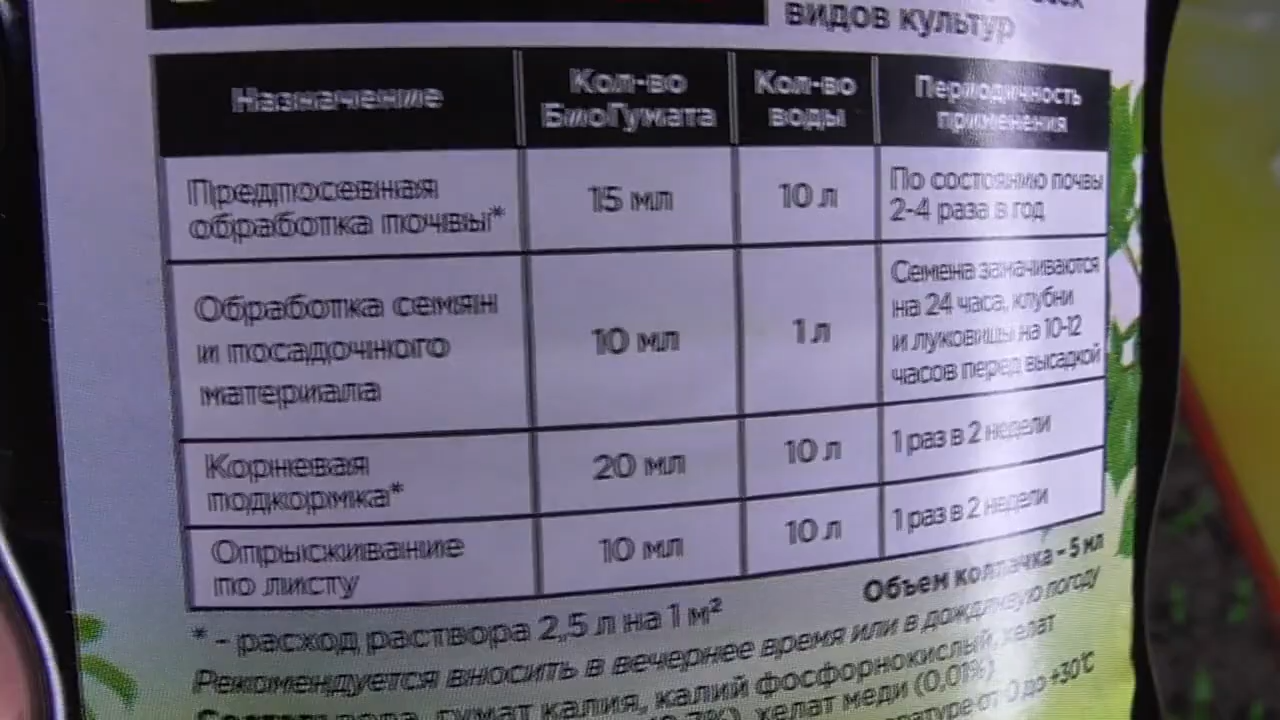 видов культур
Назначение
Кол-во
БиоГумата
Кол-во
воды
Периодичность
применения
Предпосевная
обработка почвы*
15 мл
10 л
По состоянию почвы
2-4 раза в год
Обработка семян
и посадочного
материала
10 мл
1 л
Семена замачиваются
на 24 часа, клубни
и луковицы на 10-12
часов перед высадкой
Корневая
подкормка*
20 мл
10 л
1 раз в 2 недели
Опрыскивание
по листу
10 мл
10 л
1 раз в 2 недели
Объем колпачка - 5 мл
* - расход раствора 2,5 л на 1 м²
Рекомендуется вносить в вечернее время или в дождливую погоду
вода, гумат калия, калий фосфорнокислый, хелат
хелат меди (0,01%)
от 0 до +30°С